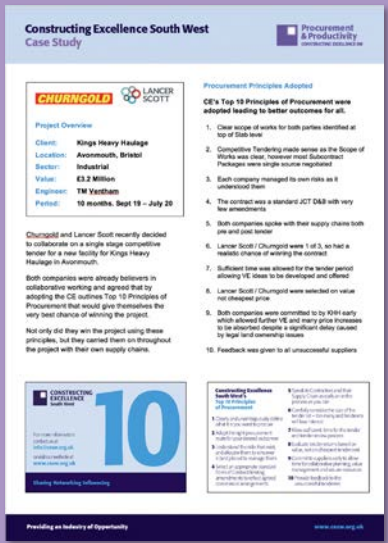 Constructing Excellence South West
Case Study
Procurement
& Productivity
CHURNGOLD
LANCER
SCOTT
Project Overview
Client: Kings Heavy Haulage
Location: Avonmouth, Bristol
Sector: Industrial
Value: £3.2 Million
Engineer: TM Ventham
Period: 10 months. Sept 19 – July 20
Churngold and Lancer Scott recently decided
to collaborate on a single stage competitive
tender for a new facility for Kings Heavy
Haulage in Avonmouth.
Both companies were already believers in
collaborative working and agreed that by
adopting the CE outlines Top 10 Principles of
Procurement that would give themselves the
very best chance of winning the project.
Not only did they win the project using these
principles, but they carried them on throughout
the project with their own supply chains.
Procurement Principles Adopted
CE's Top 10 Principles of Procurement were
adopted leading to better outcomes for all.
1. Clear scope of works for both parties identified
at top of Slab level
2. Competitive Tendering made sense as the Scope of
Works was clear, however most Subcontract
Packages were single source negotiated
3. Each company managed its own risks as it
understood them
4. The contract was a standard JCT D&B with very
few amendments
5. Both companies spoke with their supply chains both
pre and post tender
6. Lancer Scott / Churngold were 1 of 3, so had a
realistic chance of winning the contract
7. Sufficient time was allowed for the tender period
allowing VE ideas to be developed and offered
8. Lancer Scott / Churngold were selected on value
not cheapest price
9. Both companies were committed to by KHH early
which allowed further VE and many price increases
to be absorbed despite a significant delay caused
by legal land ownership issues
10. Feedback was given to all unsuccessful suppliers
CONSTRUCTING
EXCELLENCE
South West
10
www.cesw.org.uk
Sharing Networking Influencing
Constructing Excellence
South West's
Top 10 Principles
of Procurement
Providing an Industry of Opportunity
www.cesw.org.uk